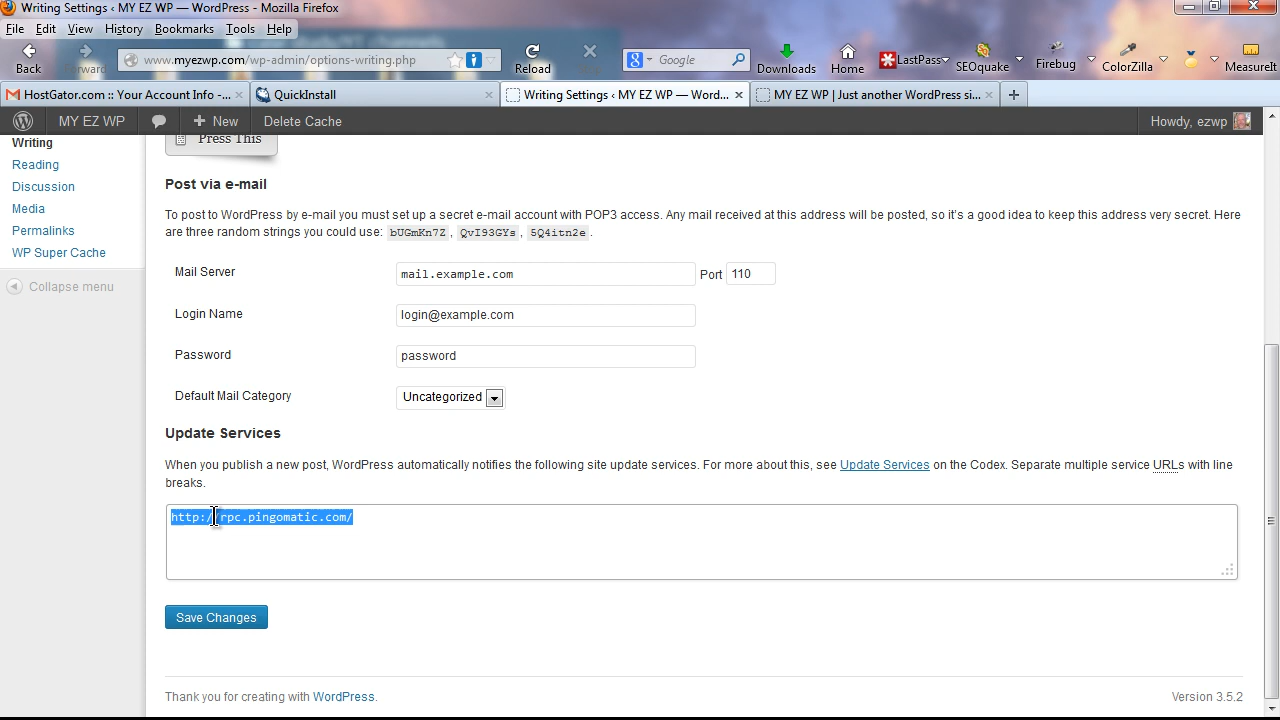 Writing Settings ‹ MY EZ WP — WordPress - Mozilla Firefox
File Edit View History Bookmarks Tools Help
Back Forward www.myezwp.com/wp-admin/options-writing.php Reload Google Downloads Home LastPass SEOquake Firebug ColorZilla MeasureIt
HostGator.com :: Your Account Info -... QuickInstall Writing Settings ‹ MY EZ WP — Word... MY EZ WP | Just another WordPress si...
MY EZ WP + New Delete Cache Howdy, ezwp
Writing
Reading
Discussion
Media
Permalinks
WP Super Cache
Collapse menu
Press This
Post via e-mail
To post to WordPress by e-mail you must set up a secret e-mail account with POP3 access. Any mail received at this address will be posted, so it's a good idea to keep this address very secret. Here
are three random strings you could use: bUGmKn7Z , QvI93GYs , 5Q4itn2e .
Mail Server mail.example.com Port 110
Login Name login@example.com
Password password
Default Mail Category Uncategorized
Update Services
When you publish a new post, WordPress automatically notifies the following site update services. For more about this, see Update Services on the Codex. Separate multiple service URLs with line
breaks.
http://rpc.pingomatic.com/
Save Changes
Thank you for creating with WordPress.
Version 3.5.2